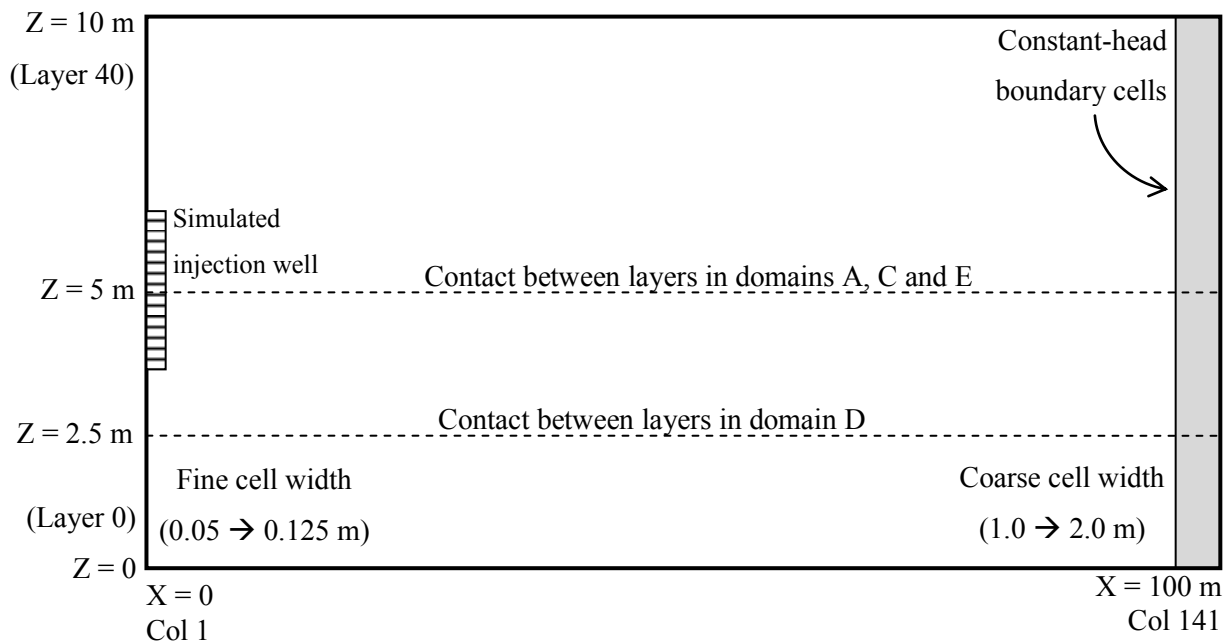 Z = 10 m
(Layer 40)
Constant-head
boundary cells
Simulated
injection well
Z = 5 m
Contact between layers in domains A, C and E
Z = 2.5 m
Contact between layers in domain D
Fine cell width
(0.05 → 0.125 m)
Coarse cell width
(1.0 → 2.0 m)
(Layer 0)
Z = 0
X = 0
Col 1
X = 100 m
Col 141